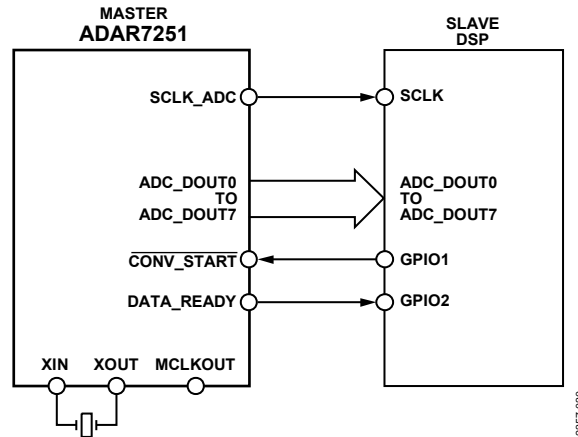 MASTER
ADAR7251
SLAVE
DSP
SCLK_ADC
SCLK
ADC_DOUT0
TO
ADC_DOUT7
ADC_DOUT0
TO
ADC_DOUT7
CONV_START
GPIO1
DATA_READY
GPIO2
XIN
XOUT
MCLKOUT